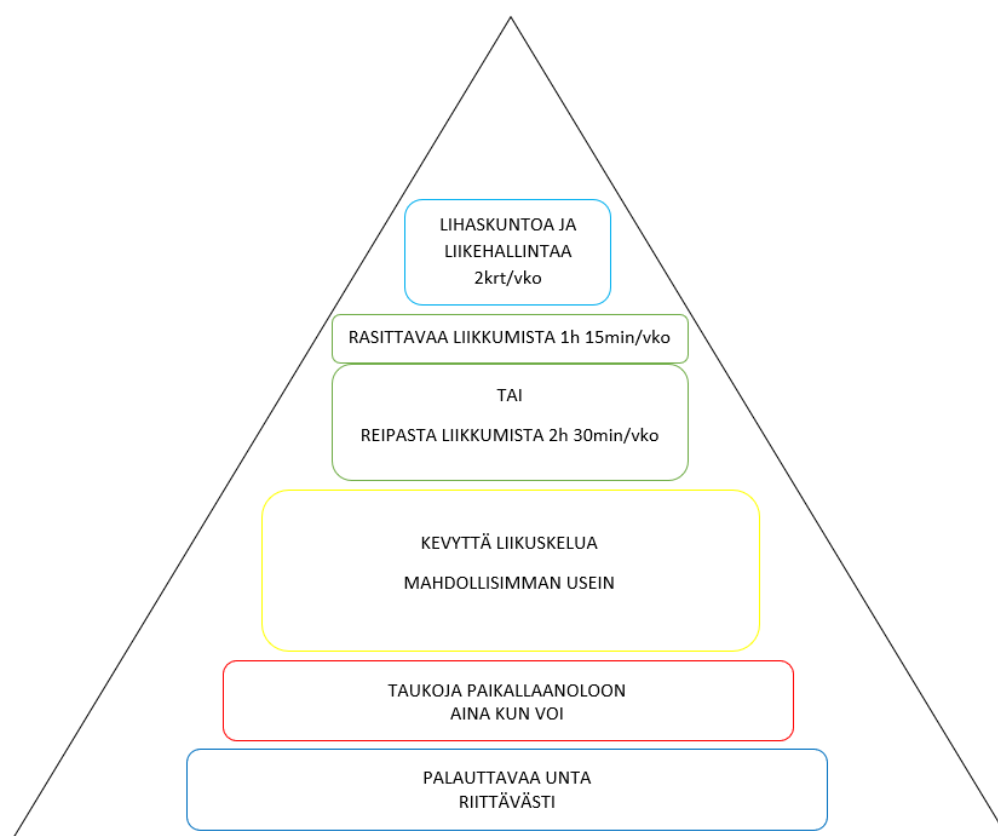 LIHASKUNTOA JA
LIIKEHALLINTAA
2krt/vko
RASITTAVAA LIIKKUMISTA 1h 15min/vko
TAI
REIPASTA LIIKKUMISTA 2h 30min/vko
KEVYTTÄ LIIKUSKELUA
MAHDOLLISIMMAN USEIN
TAUKOJA PAIKALLAANOLOON
AINA KUN VOI
PALAUTTAVAA UNTA
RIITTÄVÄSTI